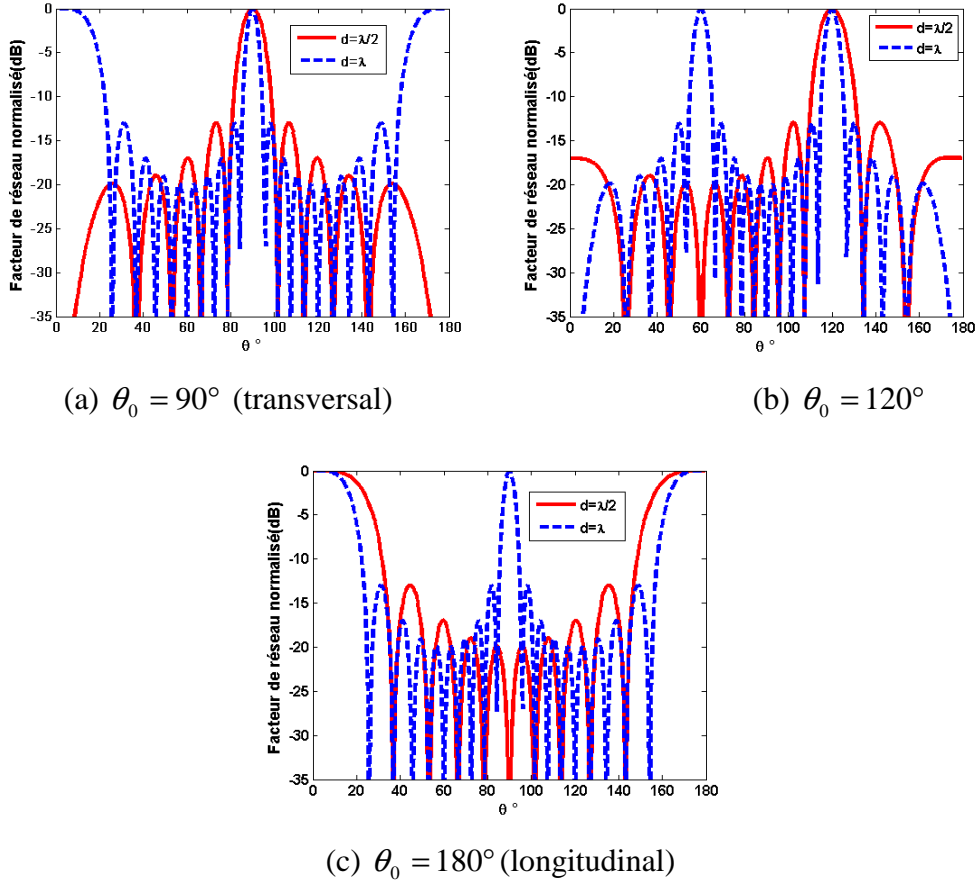 Facteur de réseau normalisé(dB)
0
-5
-10
-15
-20
-25
-30
-35
d=λ/2
d=λ
0 20 40 60 80 100 120 140 160 180
θ °
Facteur de réseau normalisé(dB)
0
-5
-10
-15
-20
-25
-30
-35
d=λ/2
d=λ
0 20 40 60 80 100 120 140 160 180
θ °
(a) θ₀ = 90° (transversal)
(b) θ₀ = 120°
Facteur de réseau normalisé(dB)
0
-5
-10
-15
-20
-25
-30
-35
d=λ/2
d=λ
0 20 40 60 80 100 120 140 160 180
θ °
(c) θ₀ = 180° (longitudinal)